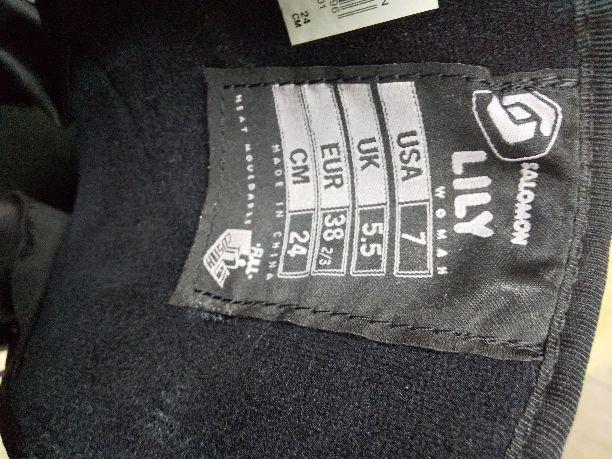 SALOMON
LILY
WOMAN
USA 7
UK 5.5
EUR 38 2/3
CM 24
MADE IN CHINA
HEAT MOULDABLE
24
CM